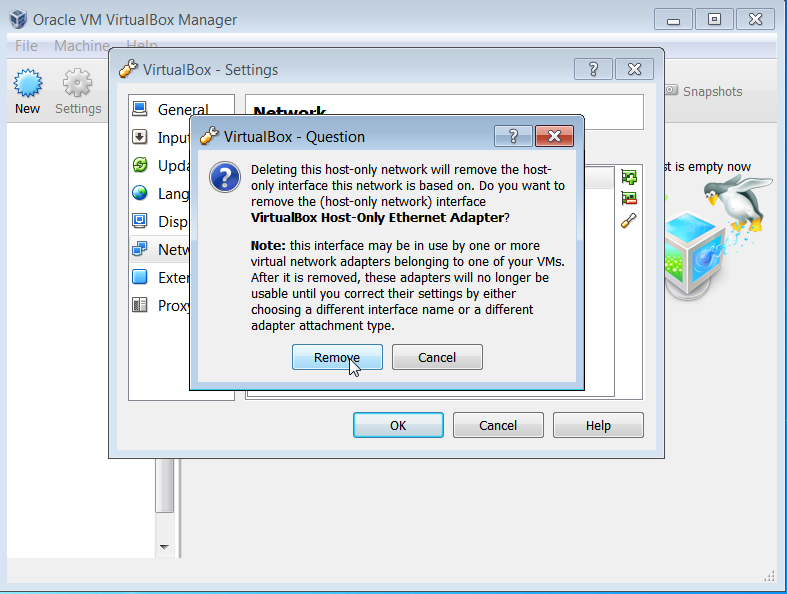 Oracle VM VirtualBox Manager
File Machine Help
VirtualBox - Settings
New
Settings
Snapshots
General
Network
VirtualBox - Question
Deleting this host-only network will remove the host-
only interface this network is based on. Do you want to
remove the (host-only network) interface
VirtualBox Host-Only Ethernet Adapter?
Note: this interface may be in use by one or more
virtual network adapters belonging to one of your VMs.
After it is removed, these adapters will no longer be
usable until you correct their settings by either
choosing a different interface name or a different
adapter attachment type.
Remove Cancel
Inpu
Upda
Lang
Disp
Netw
Exter
Proxy
st is empty now
OK Cancel Help